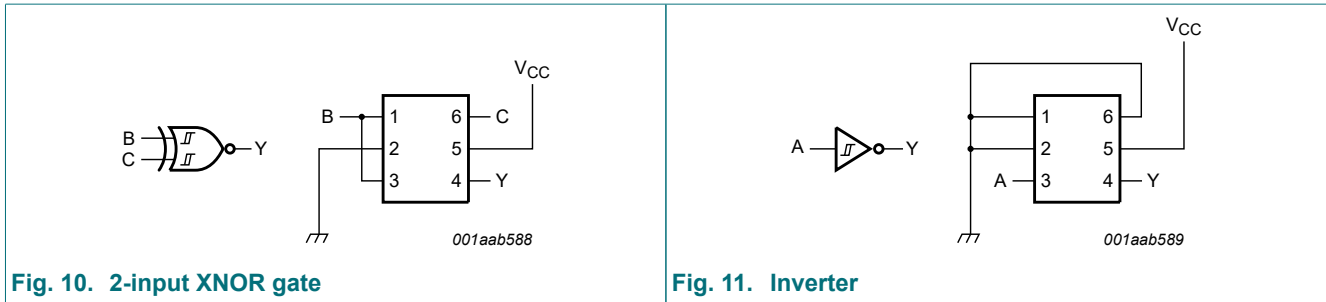 VCC
B
C
Y
B
1
2
3
6
5
4
C
Y
001aab588
Fig. 10. 2-input XNOR gate
VCC
A
Y
A
1
2
3
6
5
4
Y
001aab589
Fig. 11. Inverter